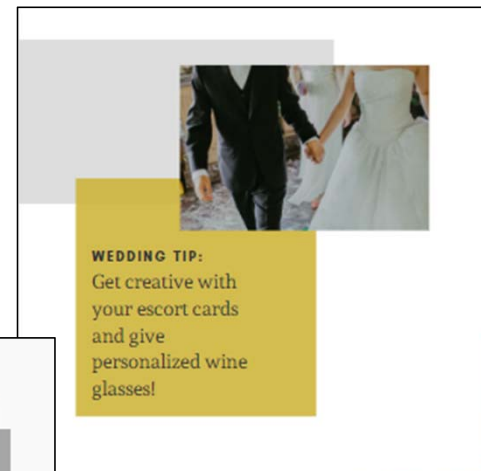 WEDDING TIP:
Get creative with
your escort cards
and give
personalized wine
glasses!